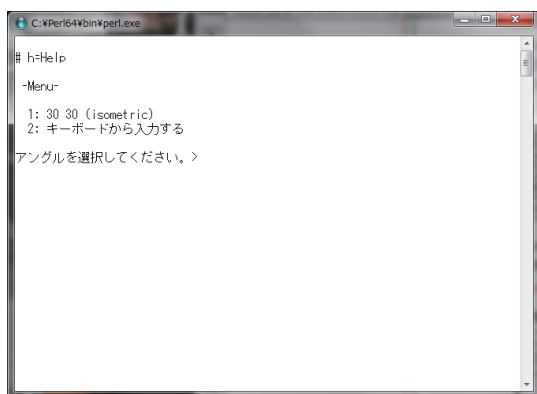 C:¥Perl64¥bin¥perl.exe
# h=Help
-Menu-
1: 30 30 (isometric)
2: キーボードから入力する
アングルを選択してください。>